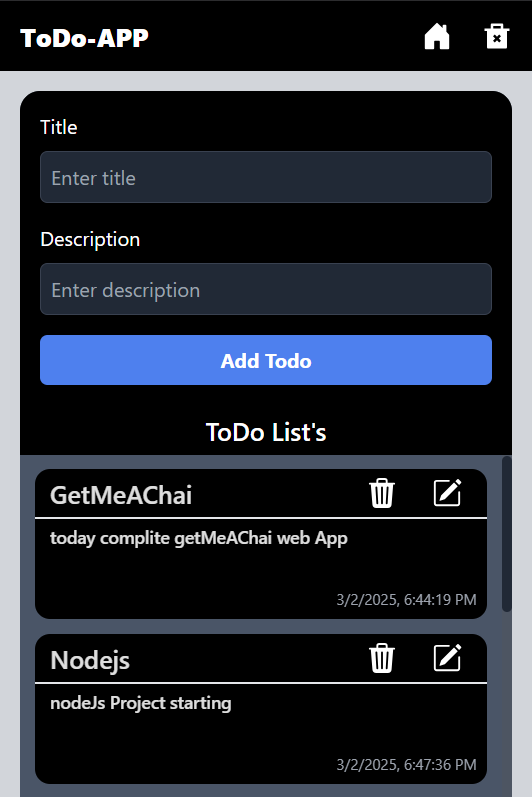 ToDo-APP
Title
Enter title
Description
Enter description
Add Todo
ToDo List's
GetMeAChai
today complite getMeAChai web App
3/2/2025, 6:44:19 PM
Nodejs
nodeJs Project starting
3/2/2025, 6:47:36 PM